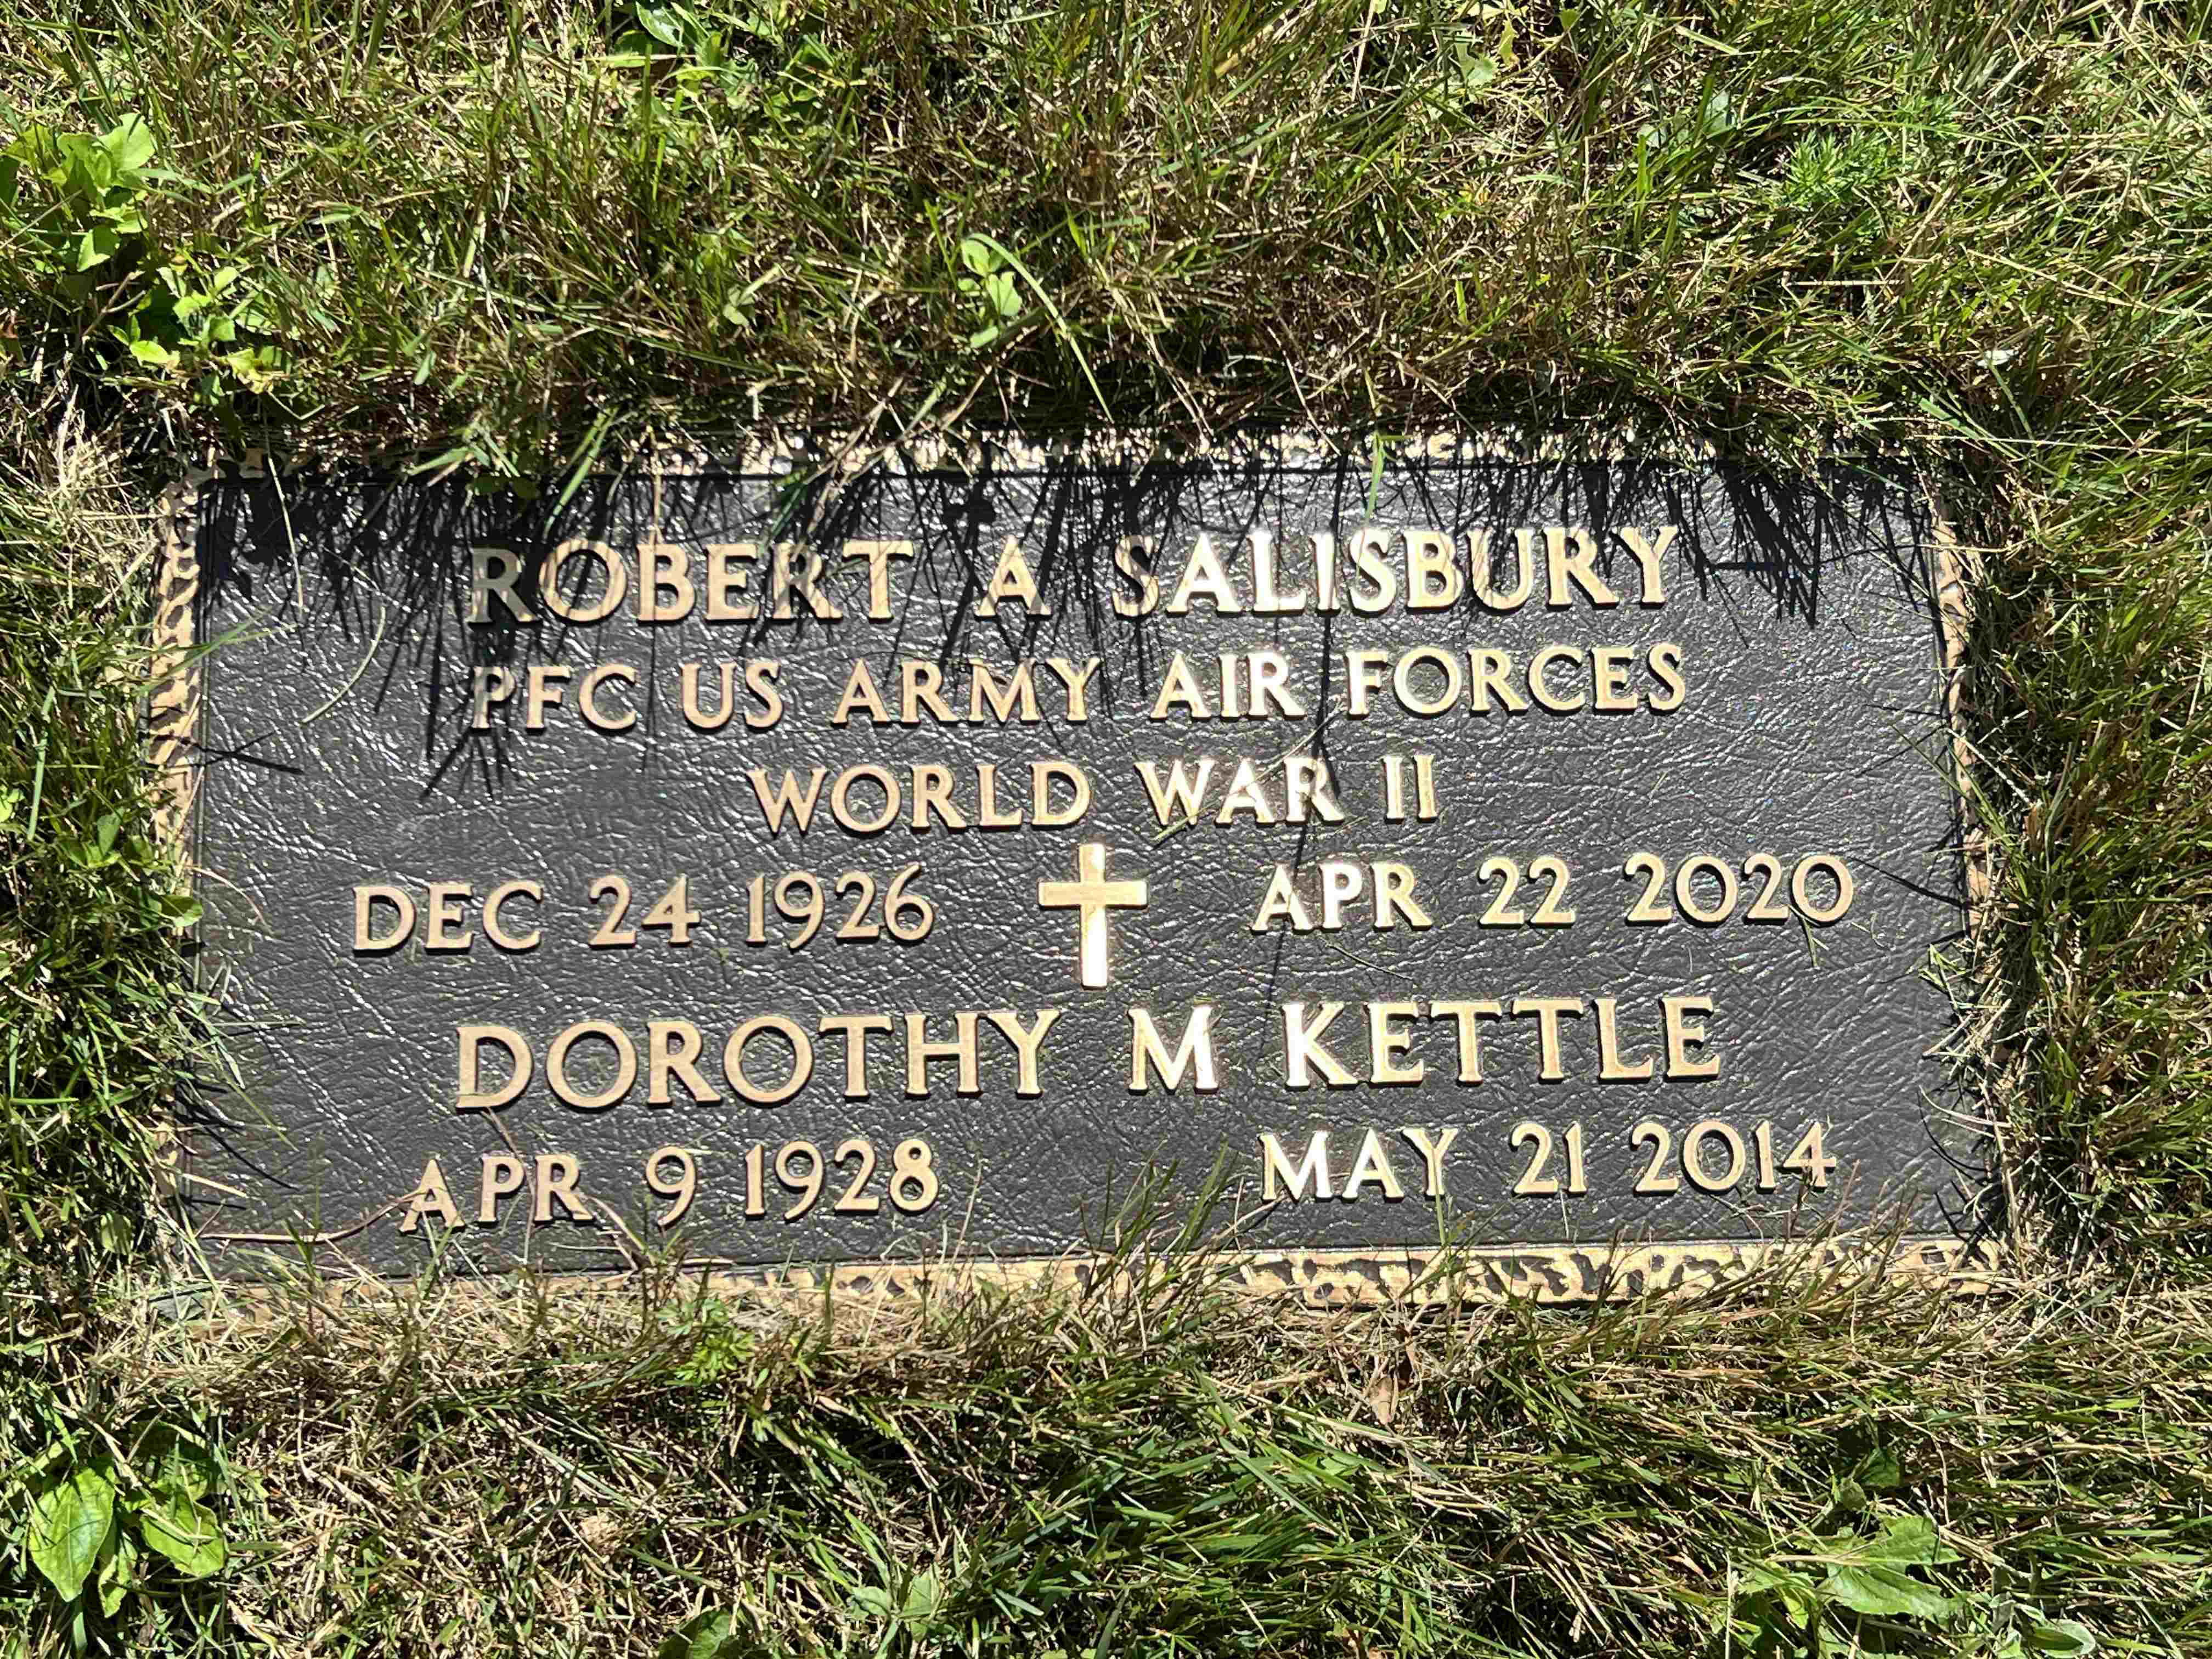 ROBERT A SALISBURY
PFC US ARMY AIR FORCES
WORLD WAR II
DEC 24 1926 APR 22 2020
DOROTHY M KETTLE
APR 9 1928 MAY 21 2014